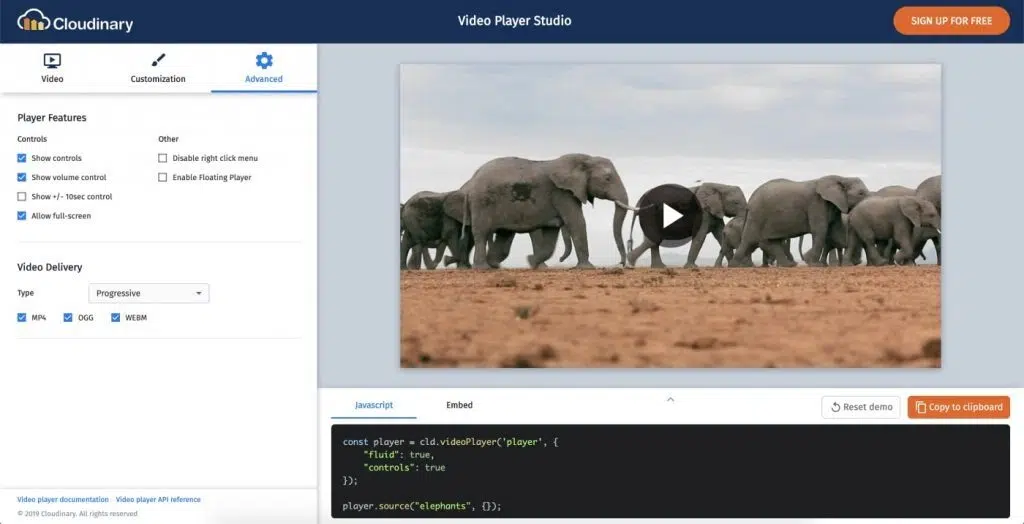 Cloudinary
Video Player Studio
SIGN UP FOR FREE
Video
Customization
Advanced
Player Features
Controls
Other
Show controls
Disable right click menu
Show volume control
Enable Floating Player
Show +/- 10sec control
Allow full-screen
Video Delivery
Type
Progressive
MP4
OGG
WEBM
Javascript
Embed
Reset demo
Copy to clipboard
const player = cld.videoPlayer('player', {
    "fluid": true,
    "controls": true
});
player.source("elephants", {});
Video player documentation
Video player API reference
© 2019 Cloudinary. All rights reserved